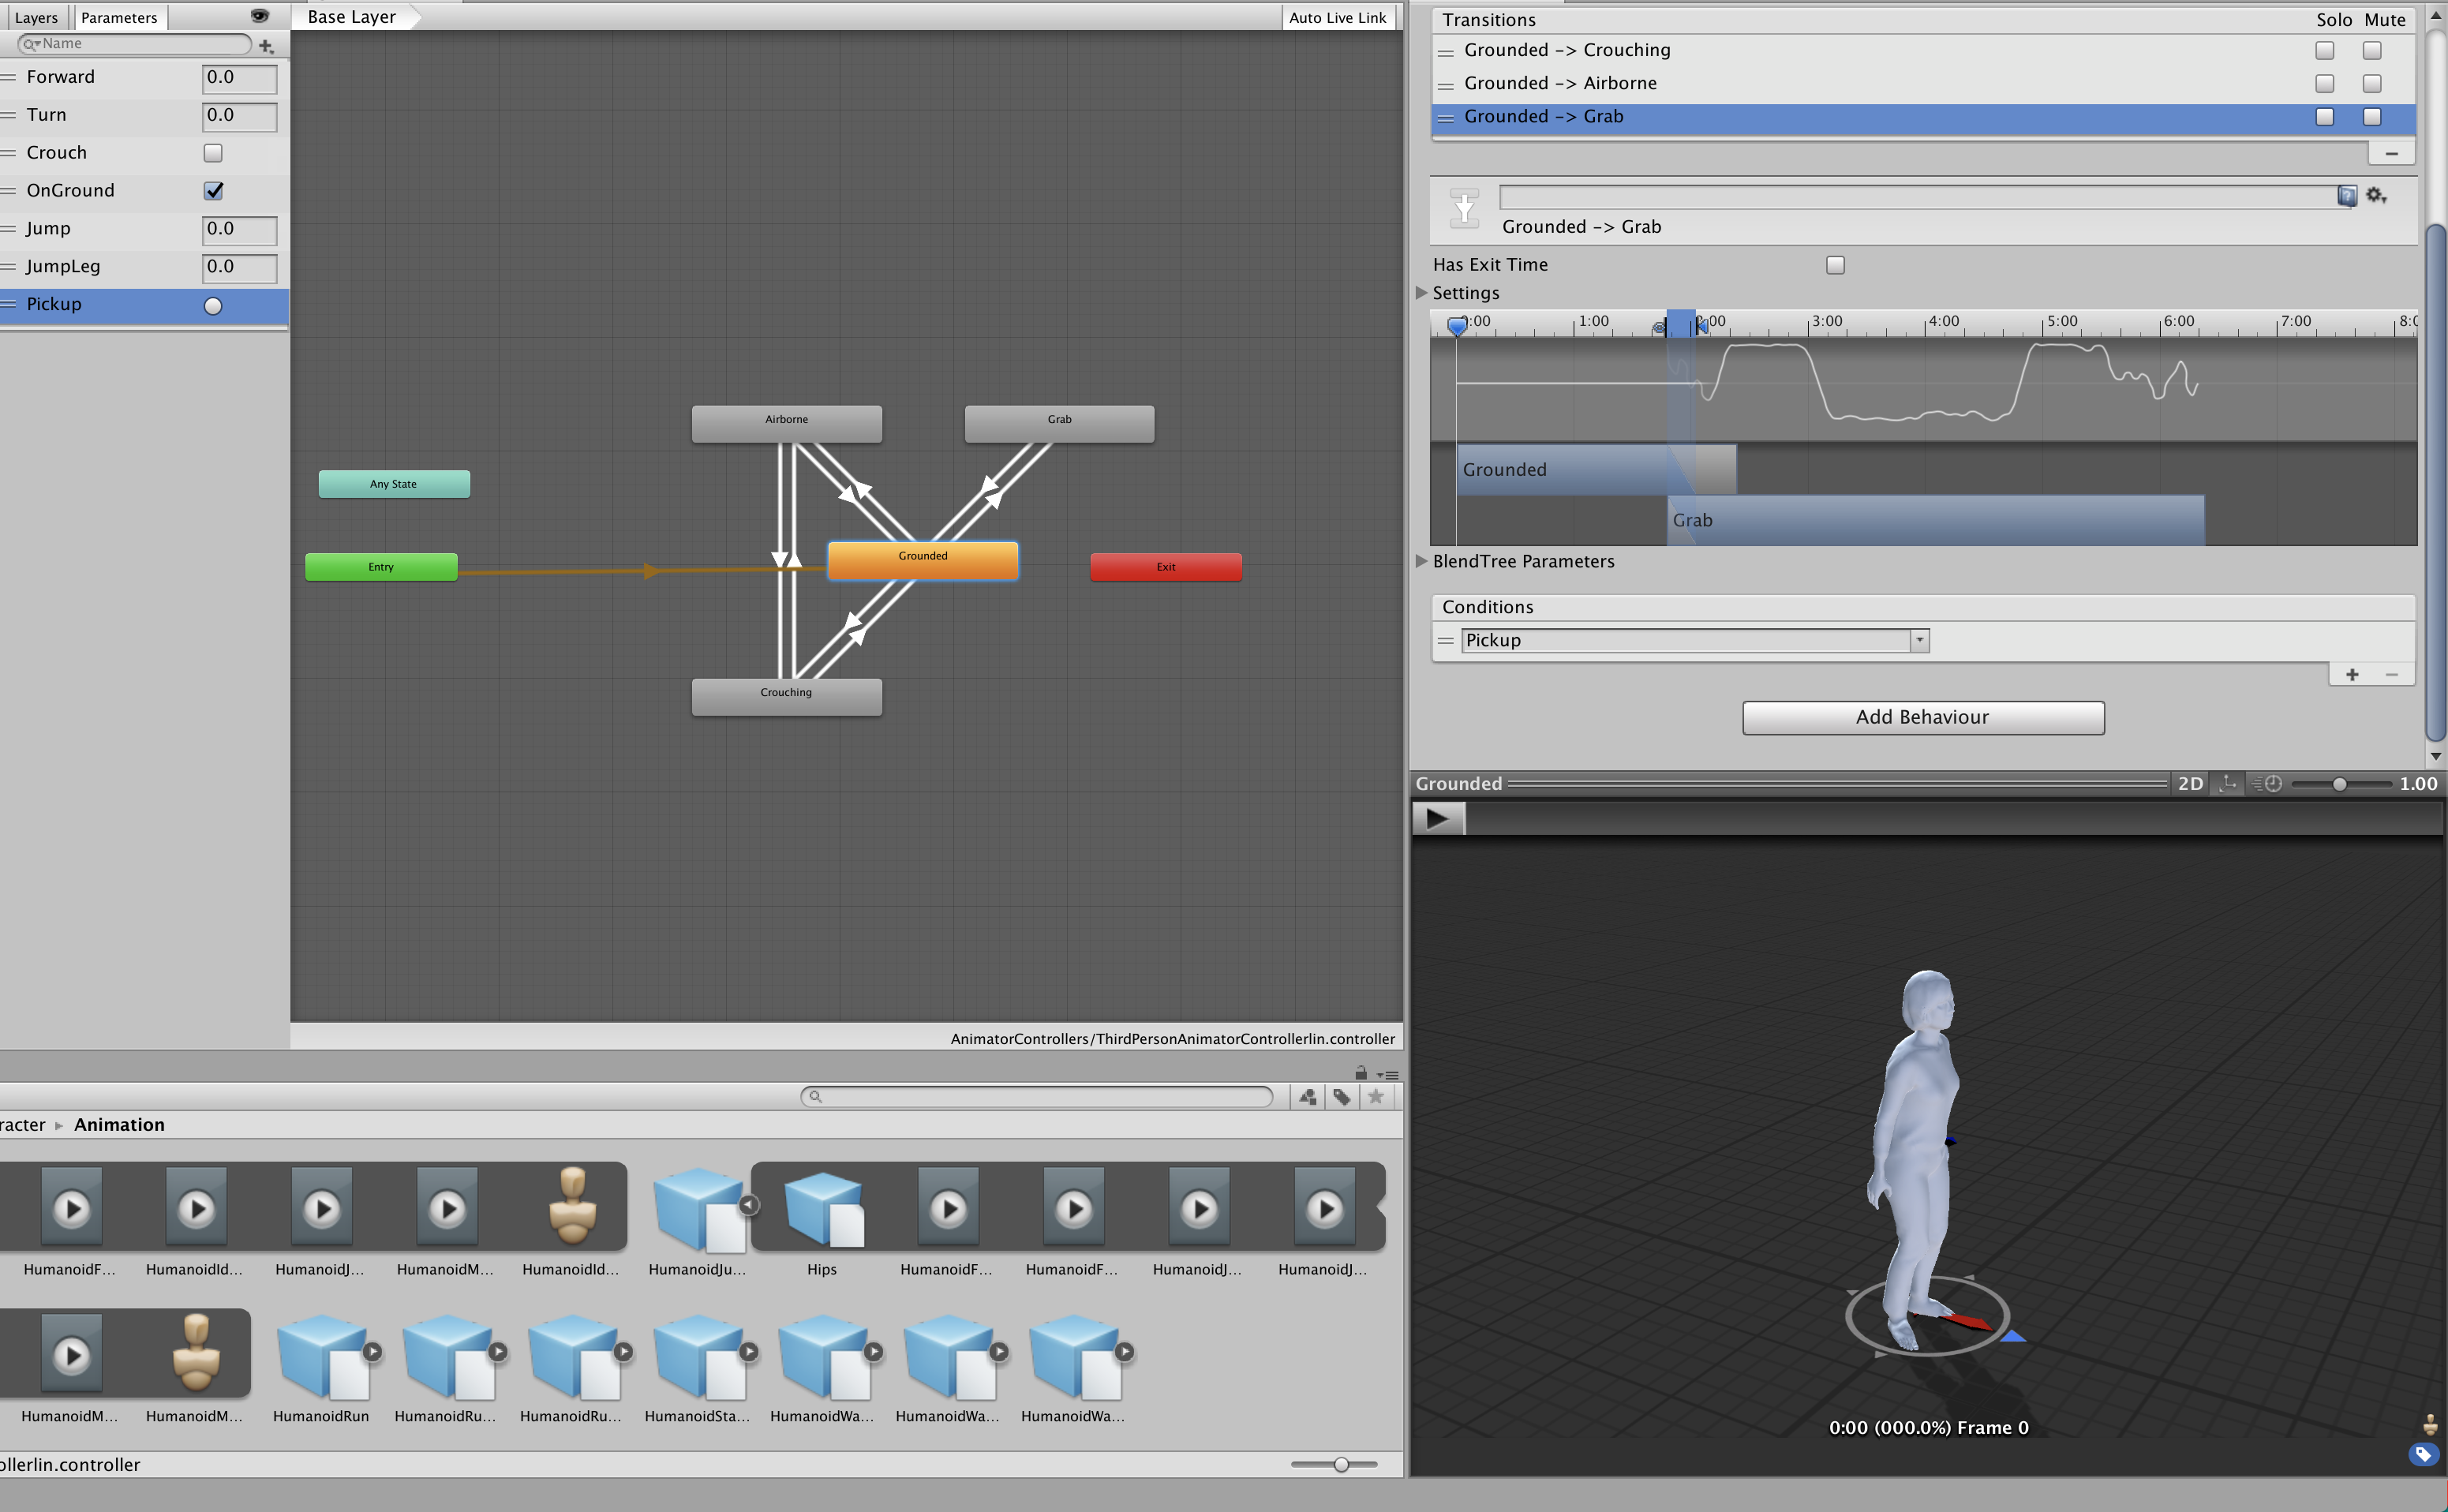 Layers Parameters
Name
Forward 0.0
Turn 0.0
Crouch
OnGround
Jump 0.0
JumpLeg 0.0
Pickup
Base Layer
Auto Live Link
Airborne
Grab
Any State
Entry
Grounded
Exit
Crouching
AnimatorControllers/ThirdPersonAnimatorControllerlin.controller
racter ▸ Animation
HumanoidF... HumanoidId... HumanoidJ... HumanoidM... HumanoidId... HumanoidJu... Hips HumanoidF... HumanoidF... HumanoidJ... HumanoidJ...
HumanoidM... HumanoidM... HumanoidRun HumanoidRu... HumanoidRu... HumanoidSta... HumanoidWa... HumanoidWa... HumanoidWa...
ollerlin.controller
Transitions Solo Mute
Grounded -> Crouching
Grounded -> Airborne
Grounded -> Grab
Grounded -> Grab
Has Exit Time
Settings
0:00 1:00 2:00 3:00 4:00 5:00 6:00 7:00 8:0
Grounded
Grab
BlendTree Parameters
Conditions
Pickup
Add Behaviour
Grounded 2D 1.00
0:00 (000.0%) Frame 0